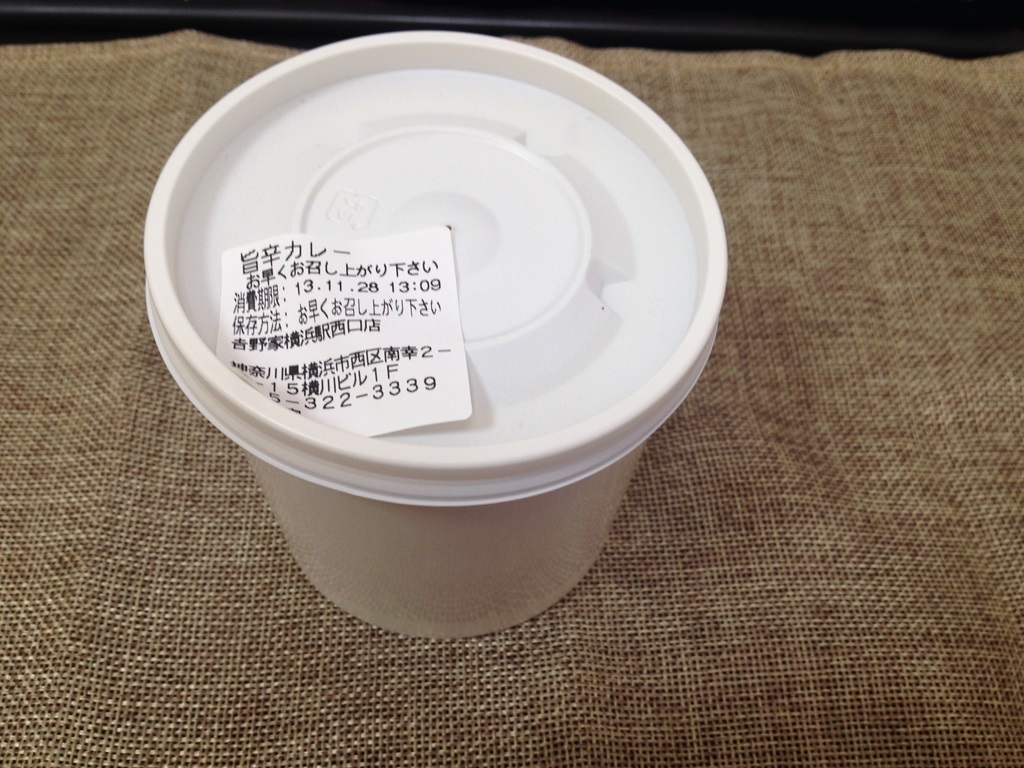 旨辛カレー
お早くお召し上がり下さい
消費期限: 13.11.28 13:09
保存方法: お早くお召し上がり下さい
吉野家横浜駅西口店
神奈川県横浜市西区南幸2-
-15横川ビル1F
5-322-3339